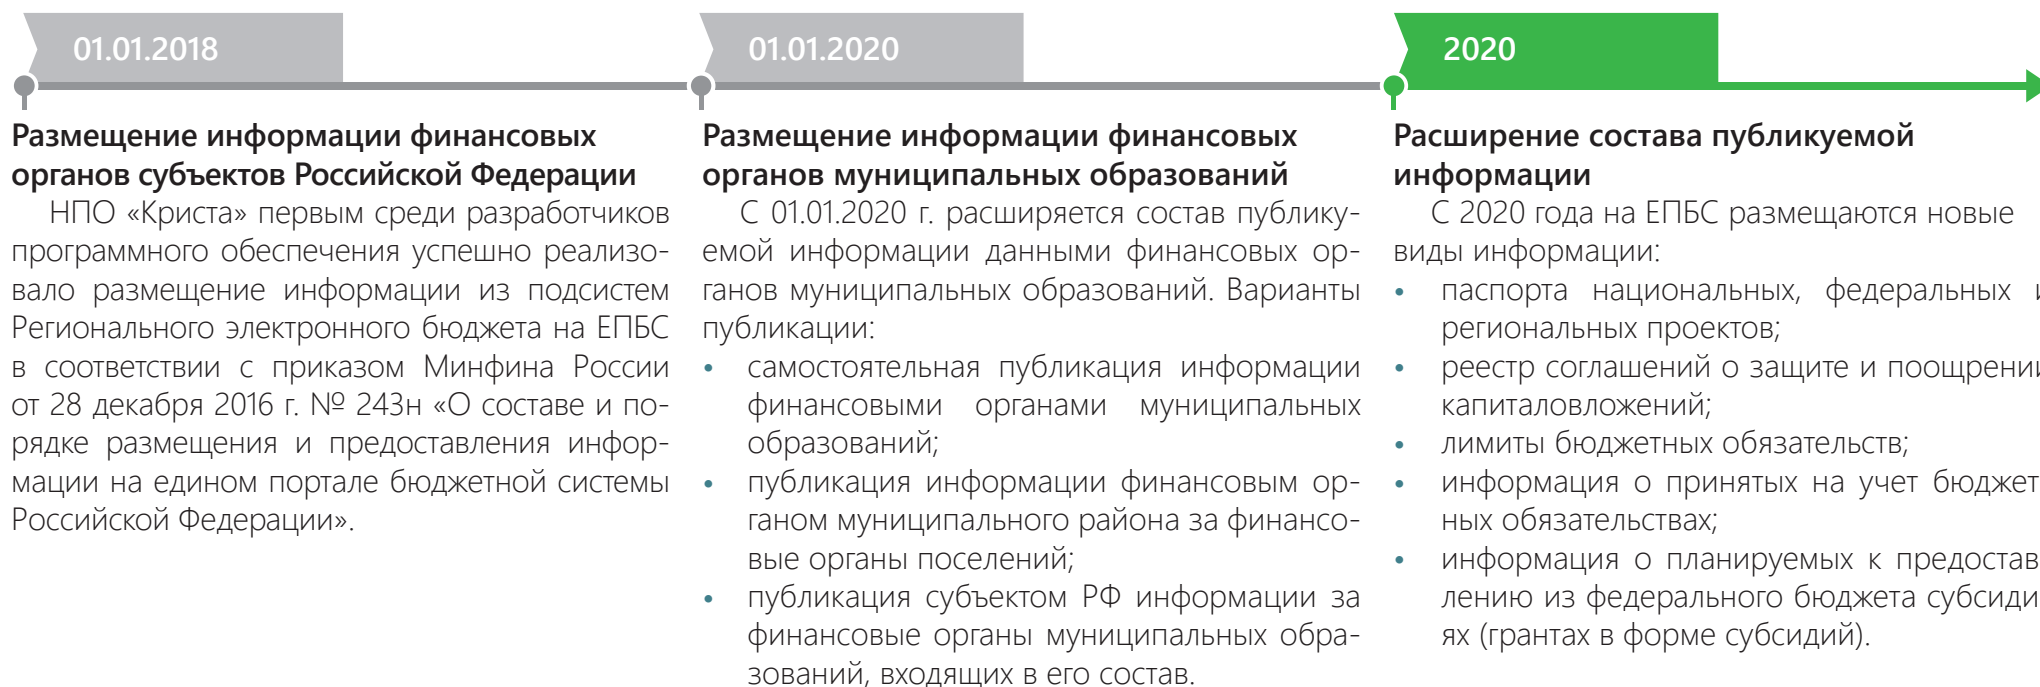 01.01.2018
Размещение информации финансовых
органов субъектов Российской Федерации
НПО «Криста» первым среди разработчиков
программного обеспечения успешно реализо-
вало размещение информации из подсистем
Регионального электронного бюджета на ЕПБС
в соответствии с приказом Минфина России
от 28 декабря 2016 г. № 243н «О составе и по-
рядке размещения и предоставления инфор-
мации на едином портале бюджетной системы
Российской Федерации».
01.01.2020
Размещение информации финансовых
органов муниципальных образований
С 01.01.2020 г. расширяется состав публику-
емой информации данными финансовых ор-
ганов муниципальных образований. Варианты
публикации:
• самостоятельная публикация информации
финансовыми органами муниципальных
образований;
• публикация информации финансовым ор-
ганом муниципального района за финансо-
вые органы поселений;
• публикация субъектом РФ информации за
финансовые органы муниципальных обра-
зований, входящих в его состав.
2020
Расширение состава публикуемой
информации
С 2020 года на ЕПБС размещаются новые
виды информации:
• паспорта национальных, федеральных и
региональных проектов;
• реестр соглашений о защите и поощрении
капиталовложений;
• лимиты бюджетных обязательств;
• информация о принятых на учет бюджет
ных обязательствах;
• информация о планируемых к предостав
лению из федерального бюджета субсиди
ях (грантах в форме субсидий).